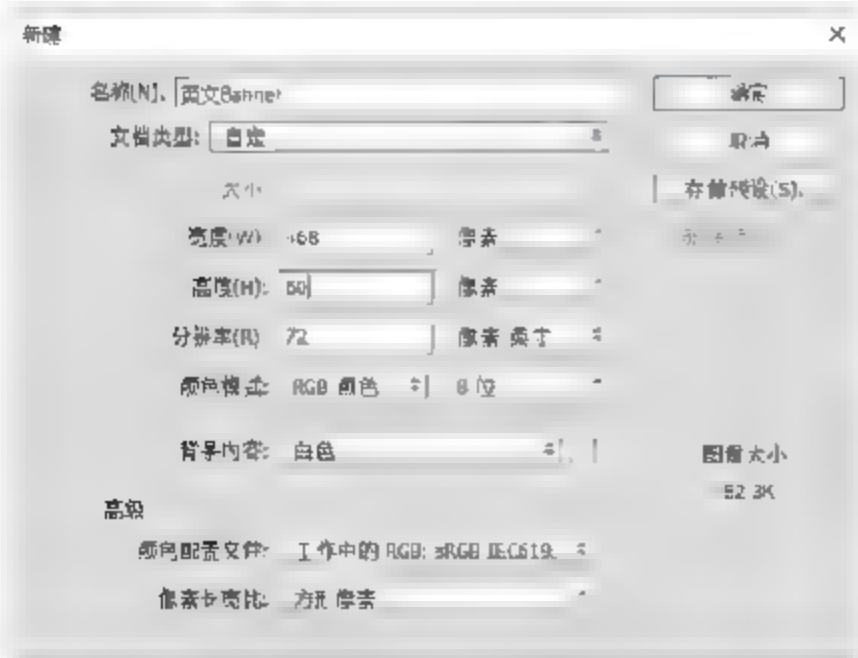 新建
名称(N): 英文Banner
确定
文档类型: 自定
取消
大小
存储预设(S)...
宽度(W) 468 像素
高度(H): 60 像素
分辨率(R) 72 像素/英寸
颜色模式: RGB 颜色 8 位
背景内容: 白色
图像大小
82.3K
高级
颜色配置文件: 工作中的 RGB: sRGB IEC619...
像素长宽比: 方形像素